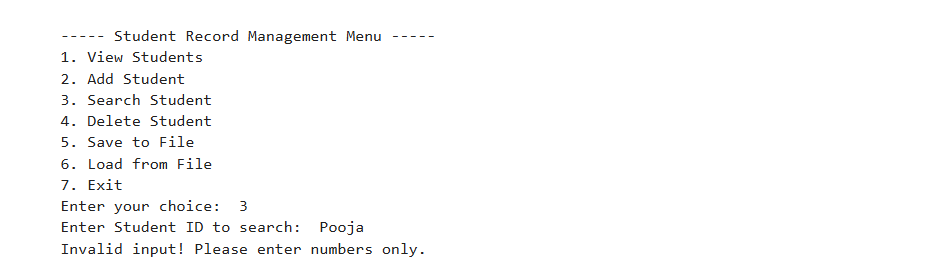 ----- Student Record Management Menu -----
1. View Students
2. Add Student
3. Search Student
4. Delete Student
5. Save to File
6. Load from File
7. Exit
Enter your choice:  3
Enter Student ID to search:  Pooja
Invalid input! Please enter numbers only.